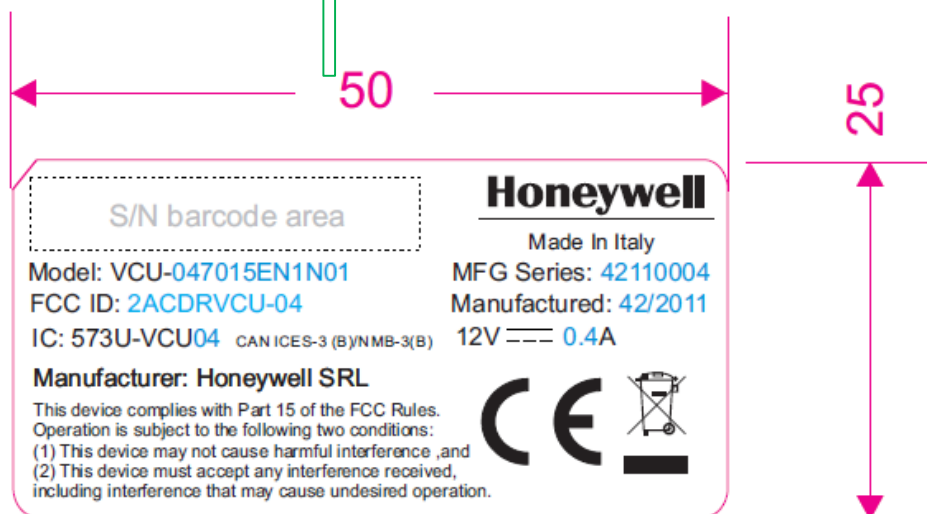 50
25
S/N barcode area
Honeywell
Made In Italy
Model: VCU-047015EN1N01
MFG Series: 42110004
FCC ID: 2ACDRVCU-04
Manufactured: 42/2011
IC: 573U-VCU04 CAN ICES-3 (B)/NMB-3(B)
12V 0.4A
Manufacturer: Honeywell SRL
This device complies with Part 15 of the FCC Rules.
Operation is subject to the following two conditions:
(1) This device may not cause harmful interference ,and
(2) This device must accept any interference received,
including interference that may cause undesired operation.
CE